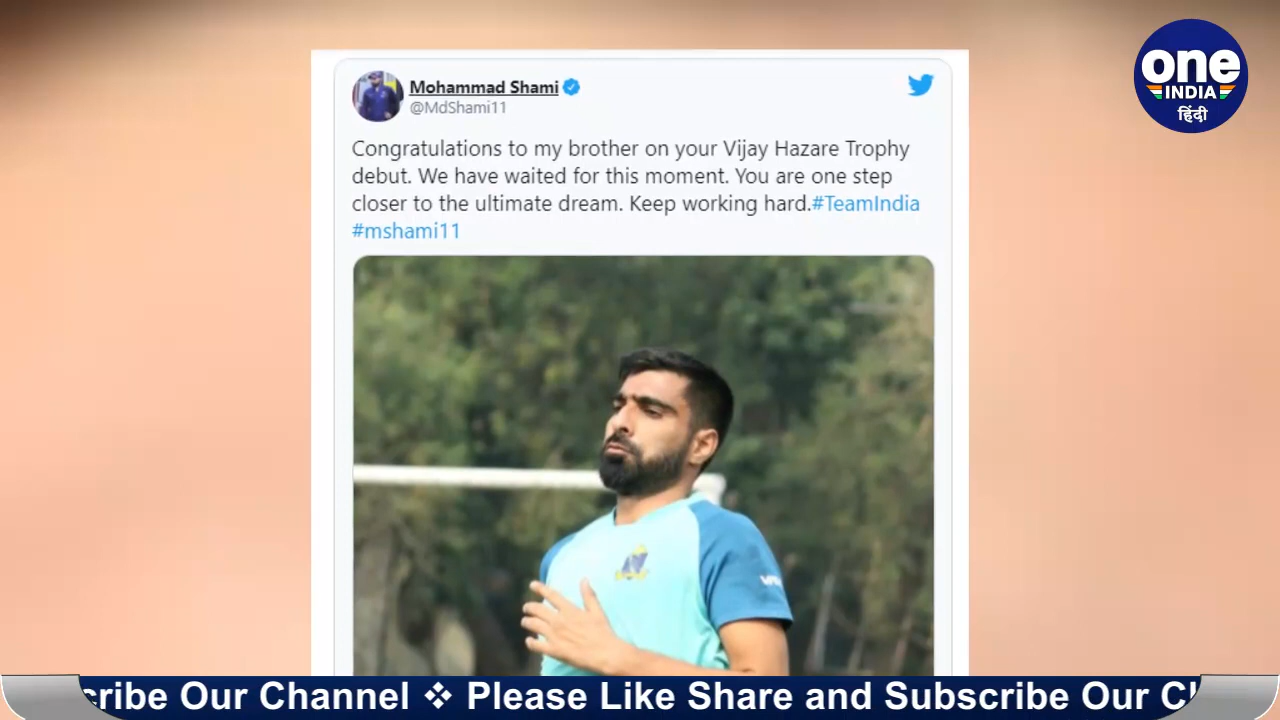 one
INDIA
हिंदी
Mohammad Shami
@MdShami11
Congratulations to my brother on your Vijay Hazare Trophy
debut. We have waited for this moment. You are one step
closer to the ultimate dream. Keep working hard.#TeamIndia
#mshami11
cribe Our Channel ❖ Please Like Share and Subscribe Our Cl